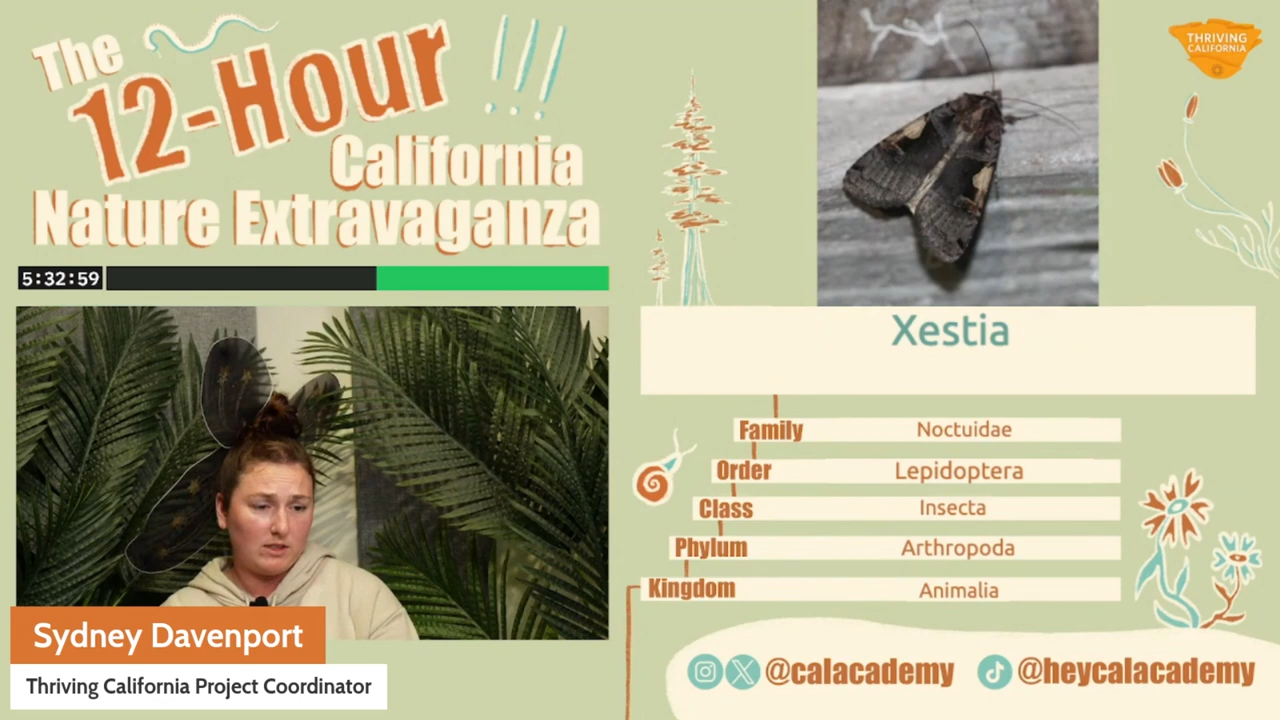 The
12-Hour
!!!
California
Nature Extravaganza
5:32:59
THRIVING
CALIFORNIA
Xestia
Family Noctuidae
Order Lepidoptera
Class Insecta
Phylum Arthropoda
Kingdom Animalia
Sydney Davenport
Thriving California Project Coordinator
@calacademy
@heycalacademy